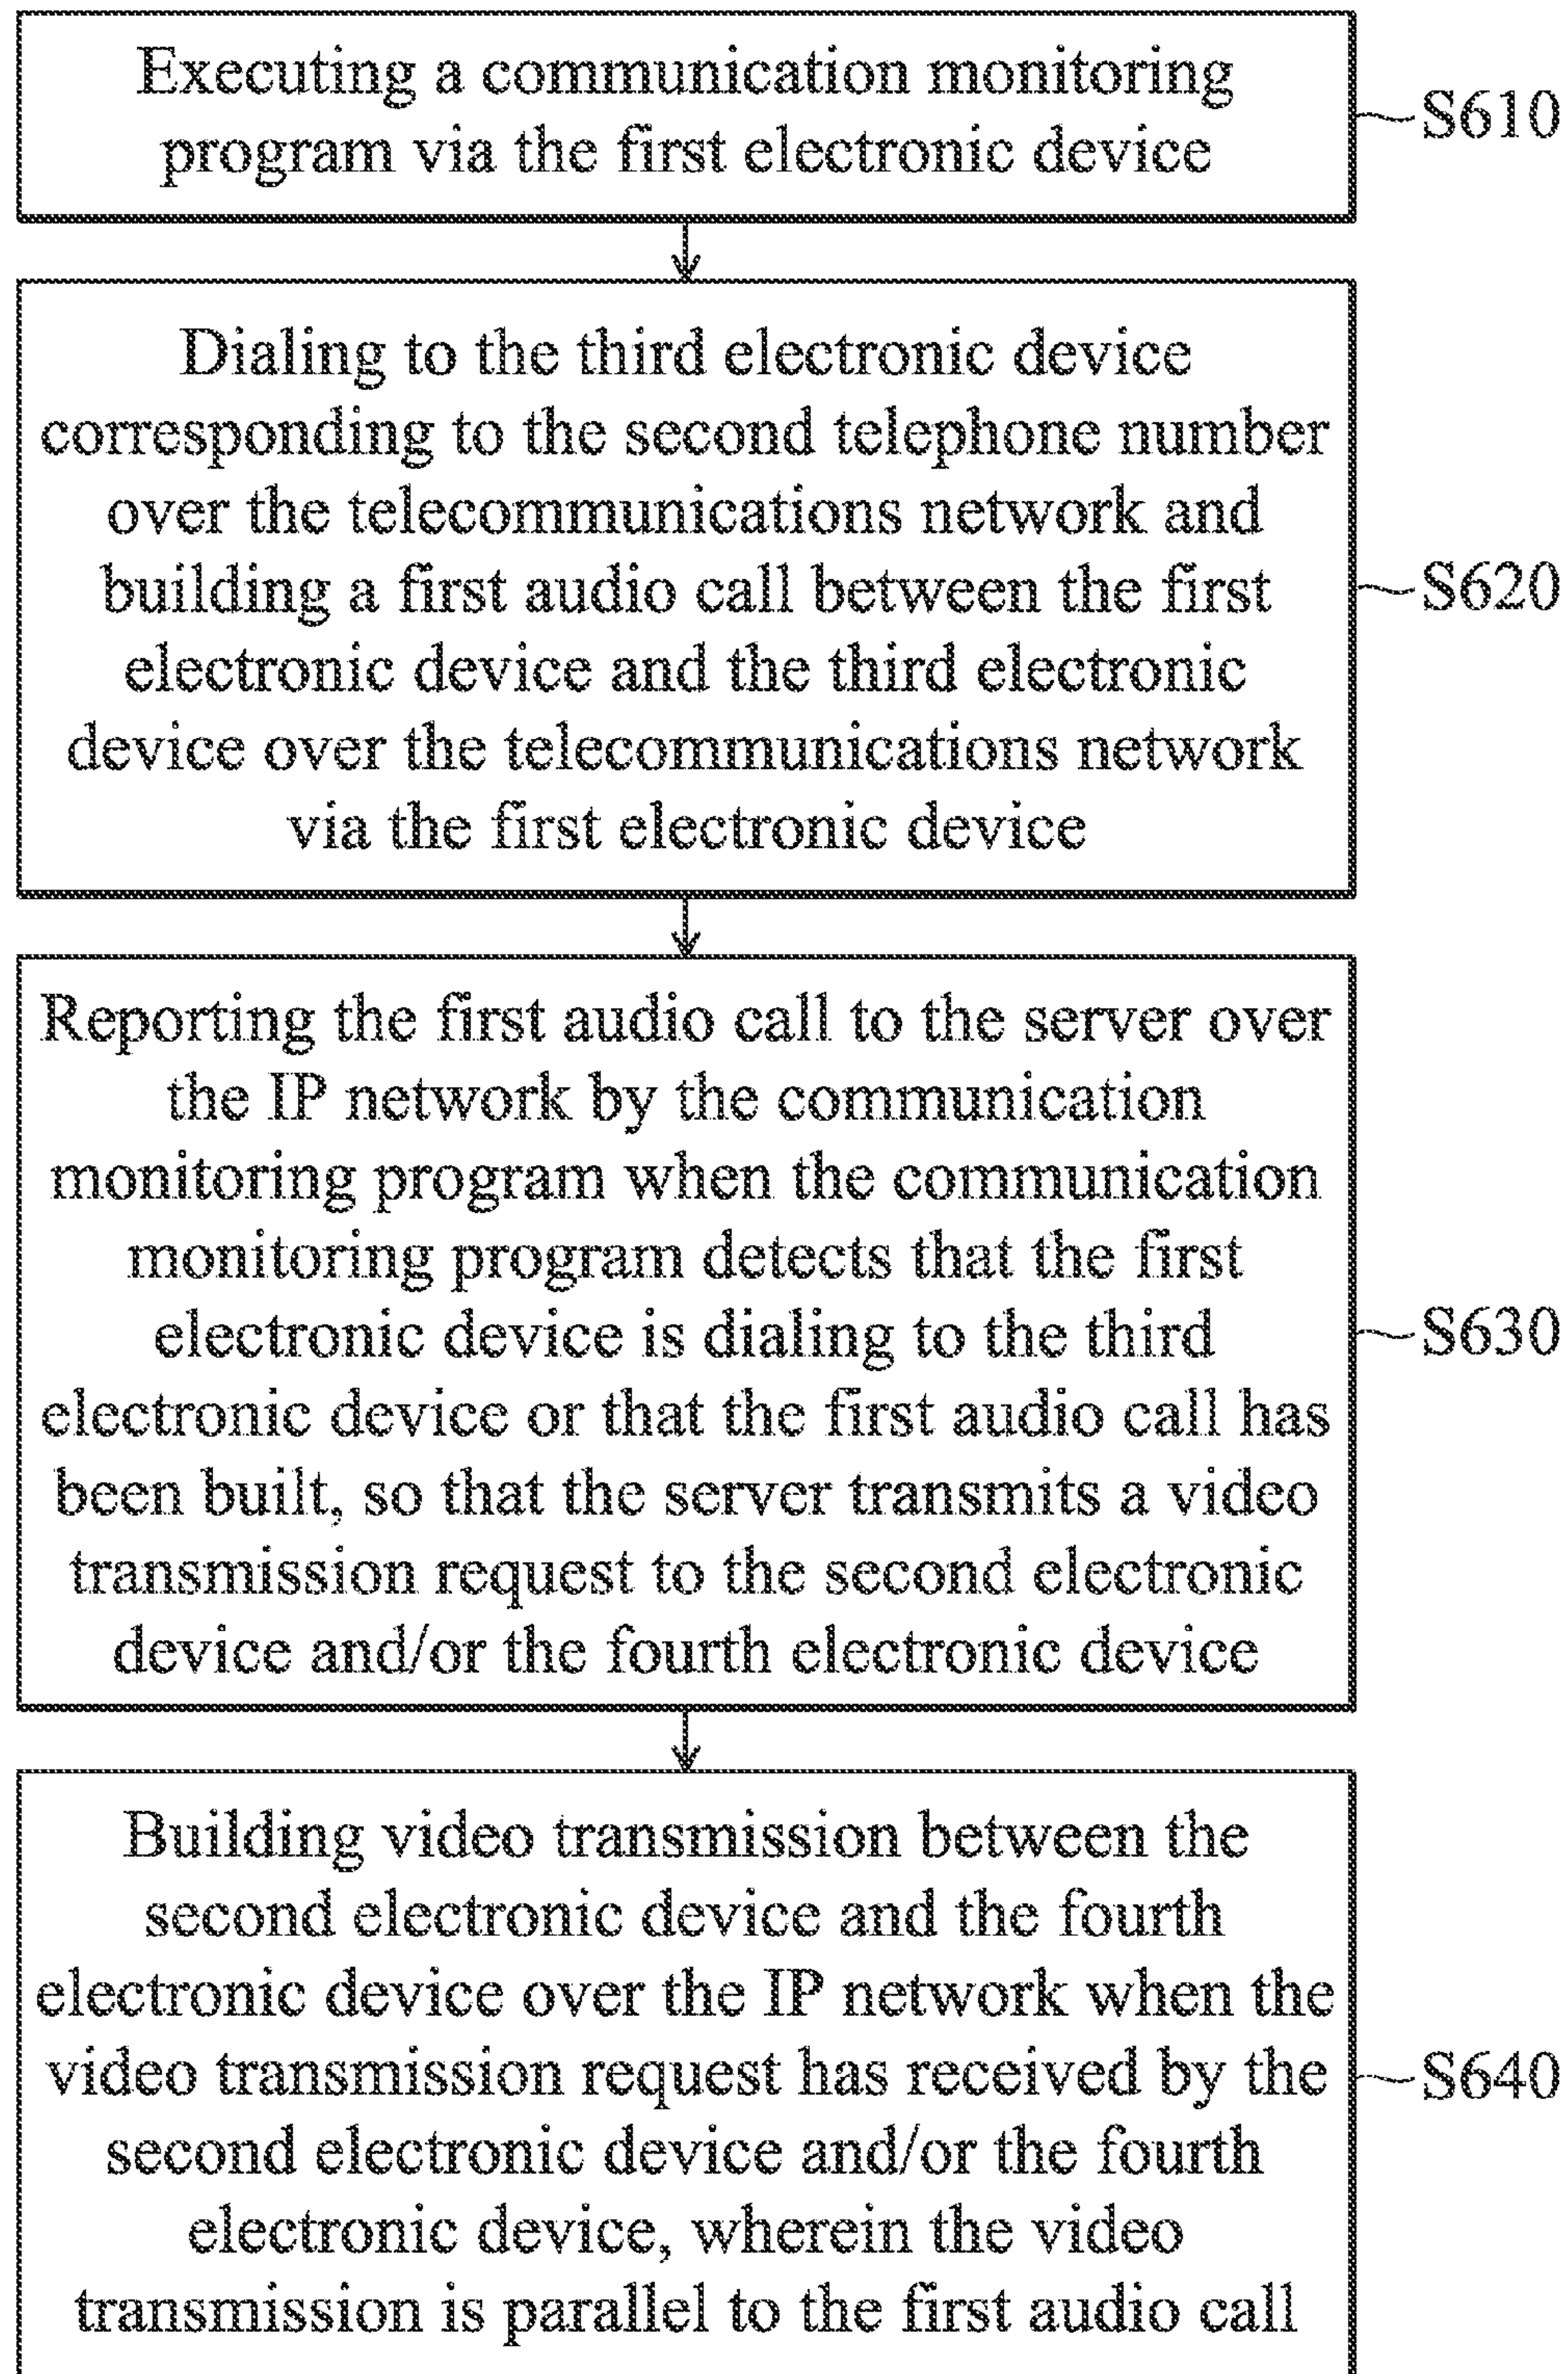 Executing a communication monitoring
program via the first electronic device
S610
Dialing to the third electronic device
corresponding to the second telephone number
over the telecommunications network and
building a first audio call between the first
electronic device and the third electronic
device over the telecommunications network
via the first electronic device
S620
Reporting the first audio call to the server over
the IP network by the communication
monitoring program when the communication
monitoring program detects that the first
electronic device is dialing to the third
electronic device or that the first audio call has
been built, so that the server transmits a video
transmission request to the second electronic
device and/or the fourth electronic device
S630
Building video transmission between the
second electronic device and the fourth
electronic device over the IP network when the
video transmission request has received by the
second electronic device and/or the fourth
electronic device, wherein the video
transmission is parallel to the first audio call
S640